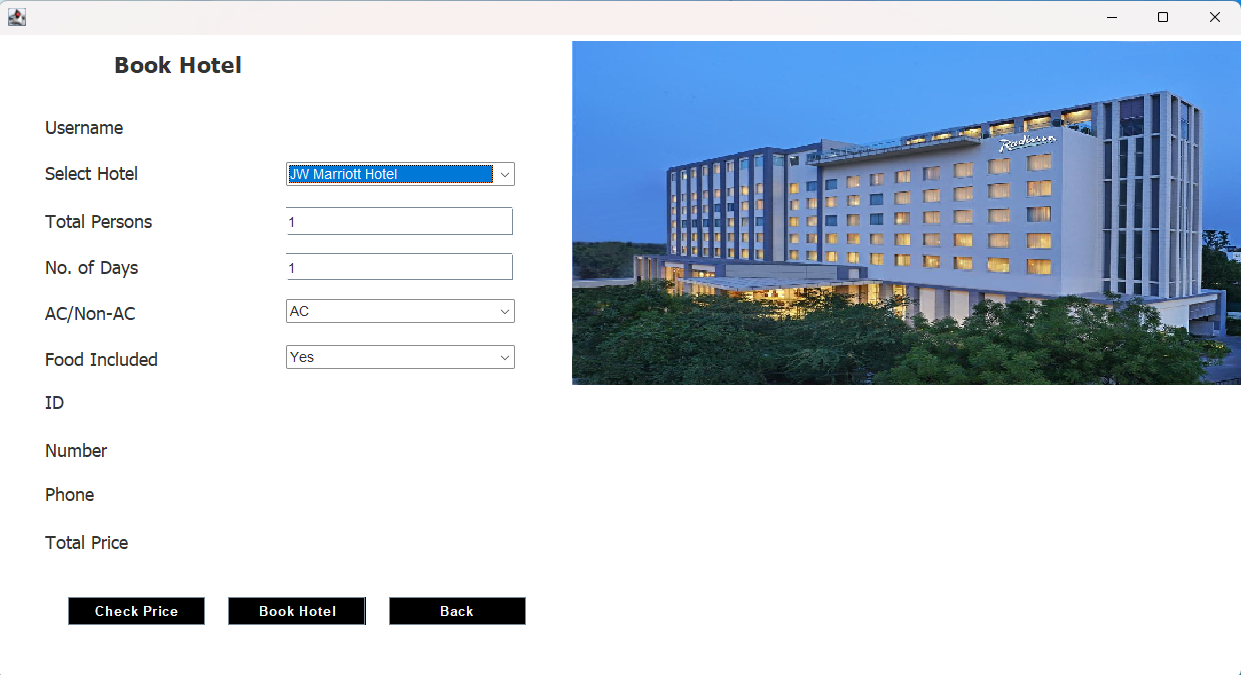 Book Hotel
Username
Select Hotel JW Marriott Hotel
Total Persons 1
No. of Days 1
AC/Non-AC AC
Food Included Yes
ID
Number
Phone
Total Price
Check Price Book Hotel Back
Radisson